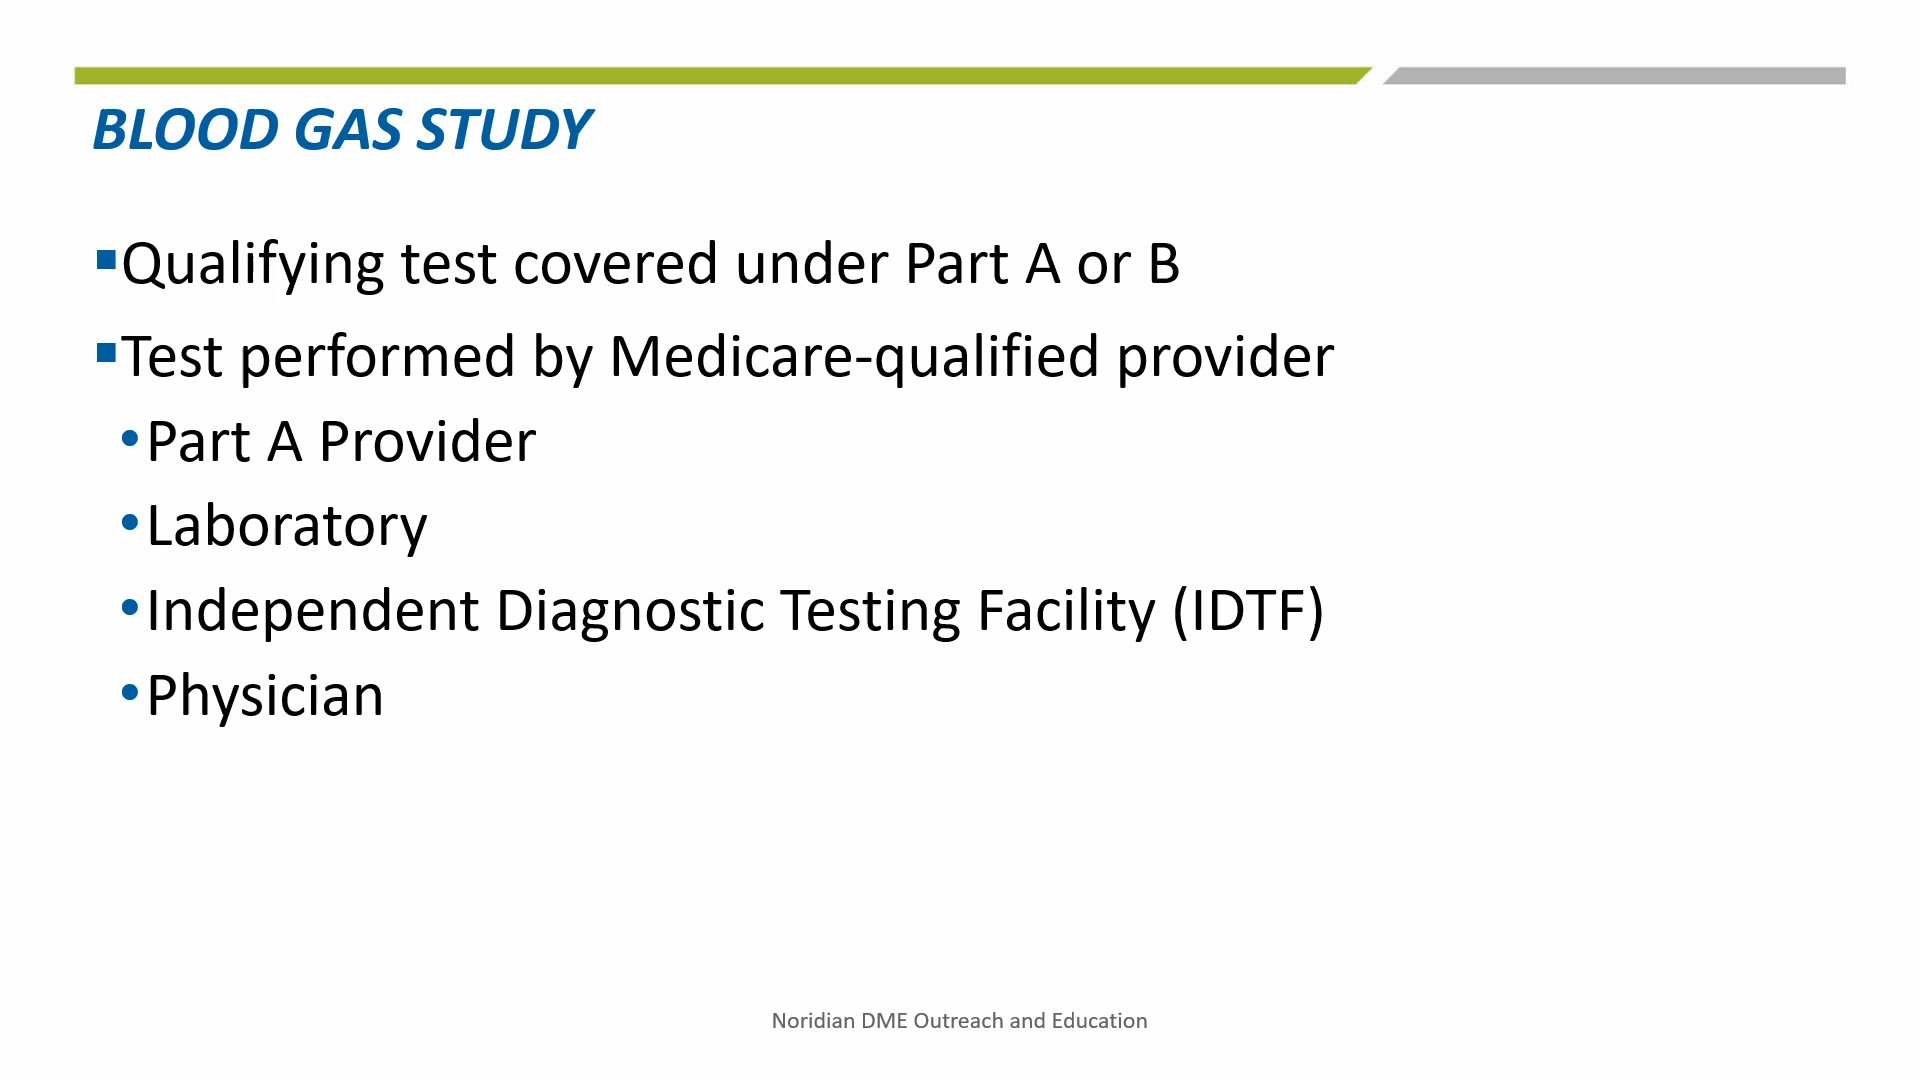 BLOOD GAS STUDY
▪Qualifying test covered under Part A or B
▪Test performed by Medicare-qualified provider
•Part A Provider
•Laboratory
•Independent Diagnostic Testing Facility (IDTF)
•Physician
Noridian DME Outreach and Education